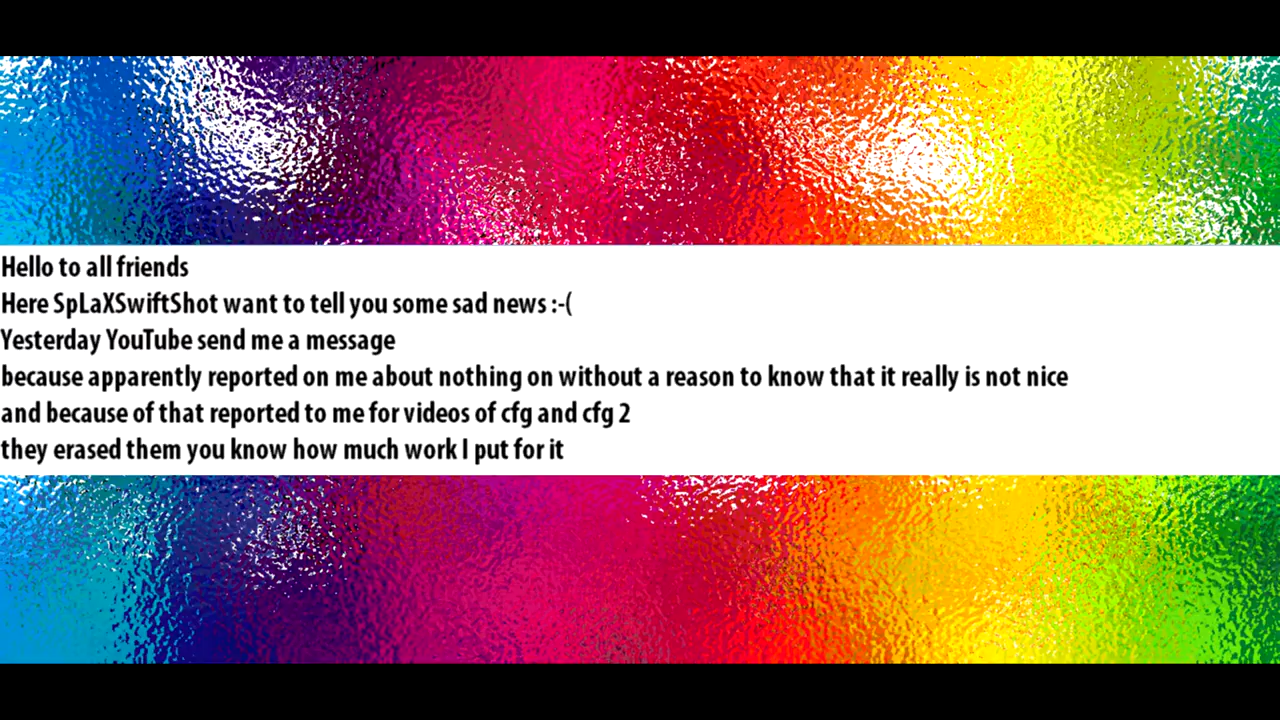 Hello to all friends
Here SpLaXSwiftShot want to tell you some sad news :-(
Yesterday YouTube send me a message
because apparently reported on me about nothing on without a reason to know that it really is not nice
and because of that reported to me for videos of cfg and cfg 2
they erased them you know how much work I put for it